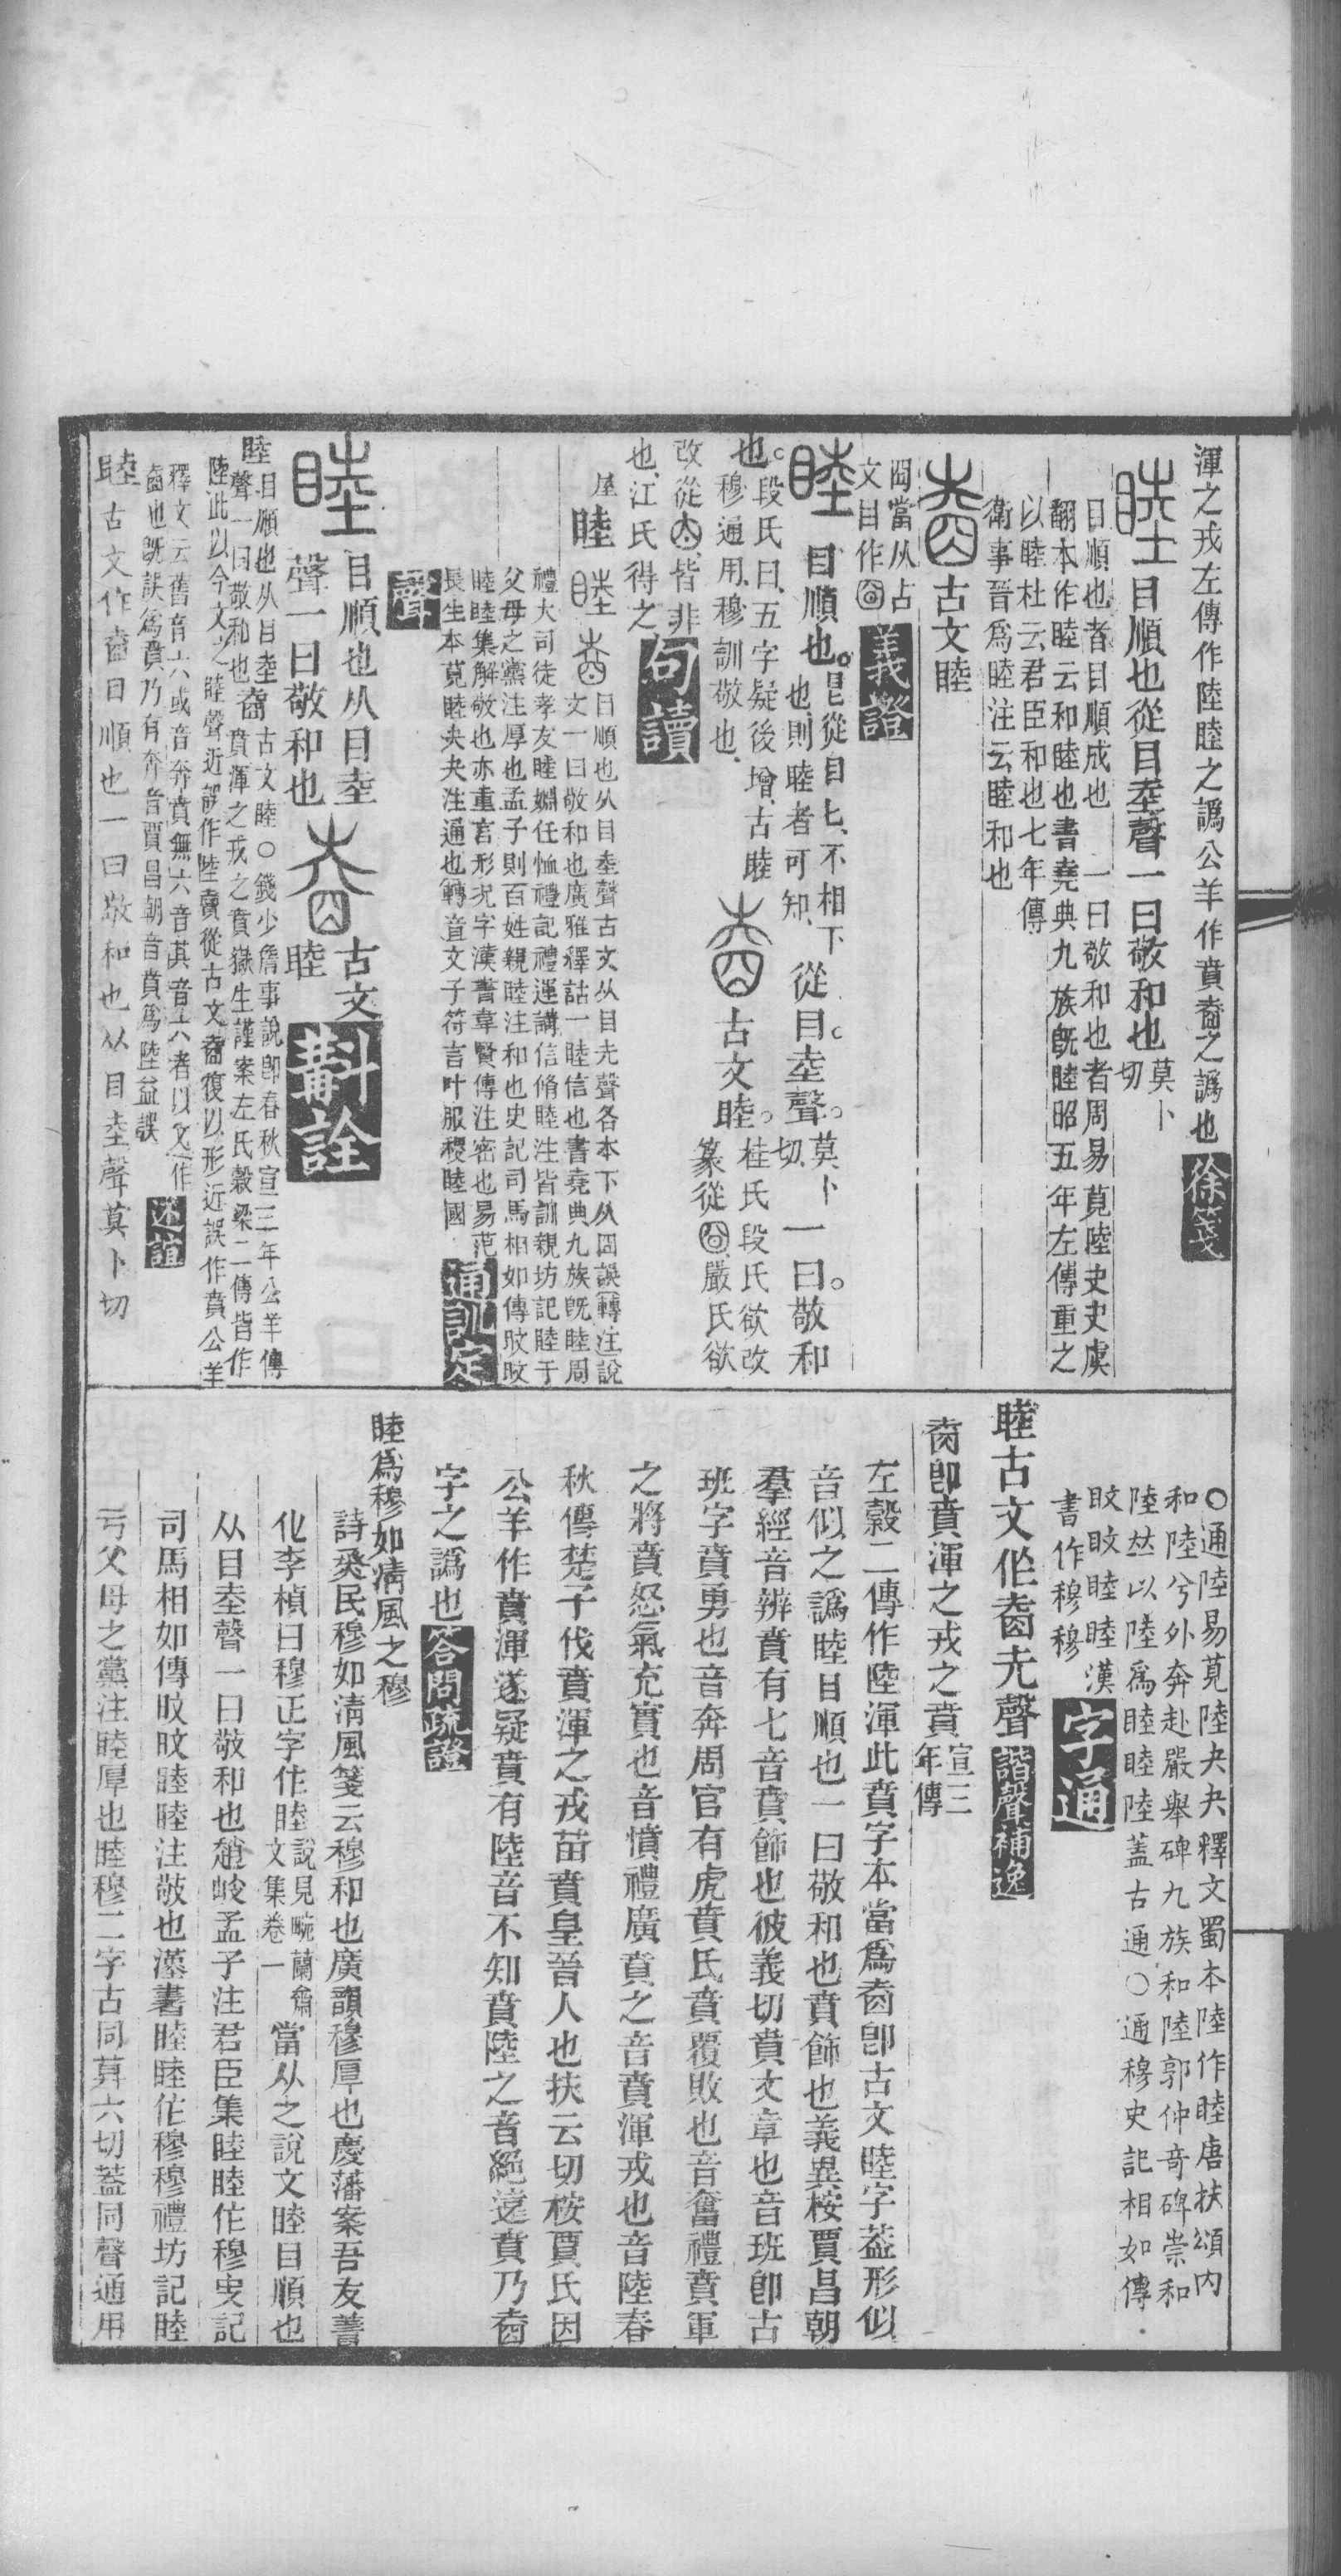 渾之戎左傳作陸睦之譌公羊作賁𡍬之譌也徐箋
睦目順也從目坴聲一曰敬和也莫卜切
目順也者目順成也一曰敬和也者周易莧陸史史虞
翻本作睦云和睦也書堯典九族既睦昭五年左傳重之
以睦杜云君臣和也七年傳
衛事晉爲睦注云睦和也
古文睦
囧當从占
文目作義證
睦目順也㫐從目匕不相下
也則睦者可知從目坴聲莫卜切一曰敬和
也段氏曰五字疑後增古睦
穆通用穆訓敬也
古文睦桂氏段氏欲改
篆從嚴氏欲
改從皆非
也江氏得之句讀
屋睦目順也从目坴聲古文从目圥聲各本下从囧誤轉注說
文一曰敬和也廣雅釋詁一睦信也書堯典九族既睦周
禮大司徒孝友睦婣任恤禮記禮運講信脩睦注皆訓親坊記睦于
父母之黨注厚也孟子則百姓親睦注和也史記司馬相如傳旼旼
睦睦集解敬也亦重言形況字漢書韋賢傳注密也易范
長生本莧睦夬夬注通也轉音文子符言叶服稷睦國通訓定
聲
睦目順也从目坴
聲一曰敬和也
古文
睦斠詮
睦目順也从目坴
聲一曰敬和也古文睦○錢少詹事說卽春秋宣三年公羊傳
賁渾之戎之賁嶽生謹案左氏穀梁二傳皆作
陸此以今文之睦聲近誤作陸賣從古文𡍬復以形近誤作賁公羊
釋文云舊音六或音奔賁無六音其音六者以文作
𡍬也既誤爲賁乃有奔音賈昌朝音賁爲陸益誤述誼
睦古文作𡍬目順也一曰敬和也从目坴聲莫卜切
○通陸易莧陸夬夬釋文蜀本陸作睦唐扶頌內
和陸兮外奔赴嚴舉碑九族和陸郭仲奇碑崇和
陸竝以陸爲睦睦陸蓋古通○通穆史記相如傳
旼旼睦睦漢
書作穆穆字通
睦古文作𡍬圥聲諧聲補逸
𡍬卽賁渾之戎之賁宣三年傳
左穀二傳作陸渾此賁字本當爲𡍬卽古文睦字葢形似
音似之譌睦目順也一曰敬和也賁飾也義異桉賈昌朝
羣經音辨賁有七音賁飾也彼義切賁文章也音班卽古
班字賁勇也音奔周官有虎賁氏賁覆敗也音奮禮賁軍
之將賁怒氣充實也音憤禮廣賁之音賁渾戎也音陸春
秋傳楚子伐賁渾之戎苗賁皇晉人也扶云切桉賈氏因
公羊作賁渾遂疑賁有陸音不知賁陸之音絕遠賁乃𡍬
字之譌也答問疏證
睦爲穆如清風之穆
詩烝民穆如清風箋云穆和也廣韻穆厚也慶藩案吾友善
化李楨曰穆正字作睦說見畹蘭齋文集卷一當从之說文睦目順也
从目坴聲一曰敬和也趙岐孟子注君臣集睦睦作穆史記
司馬相如傳旼旼睦睦注敬也漢書睦睦作穆穆禮坊記睦
亏父母之黨注睦厚也睦穆二字古同莫六切葢同聲通用